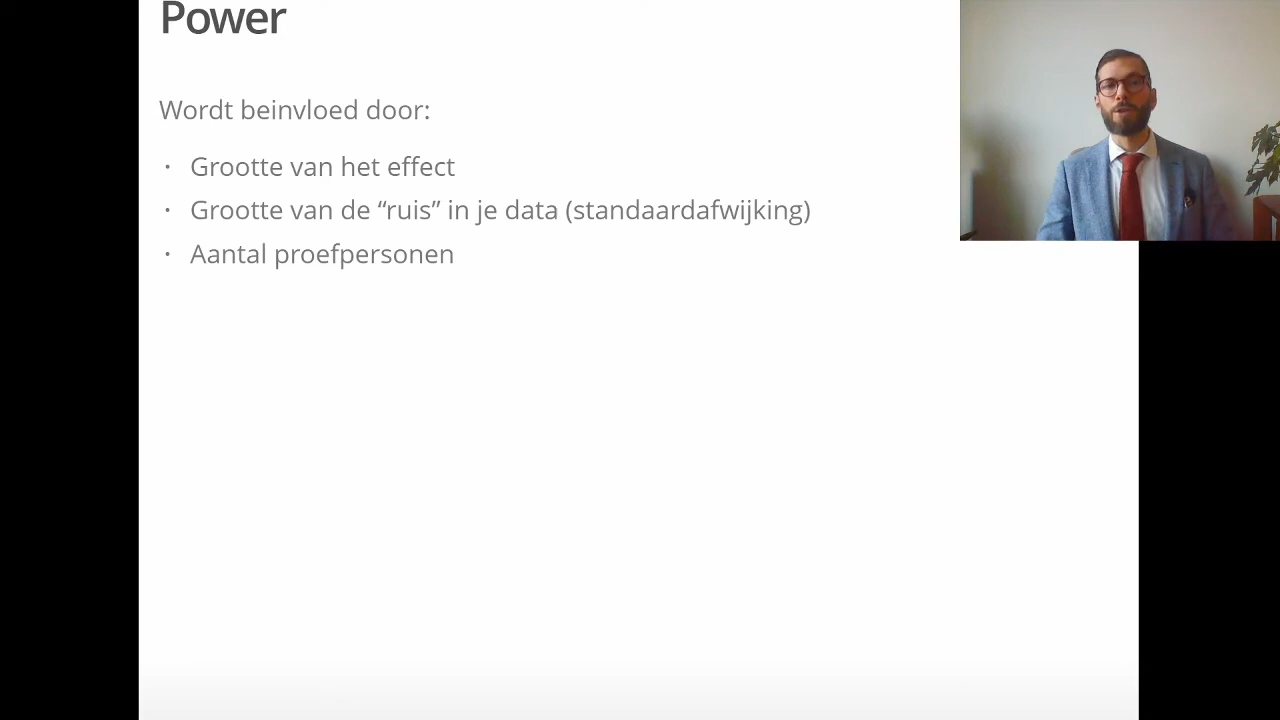 Power
Wordt beinvloed door:
· Grootte van het effect
· Grootte van de “ruis” in je data (standaardafwijking)
· Aantal proefpersonen